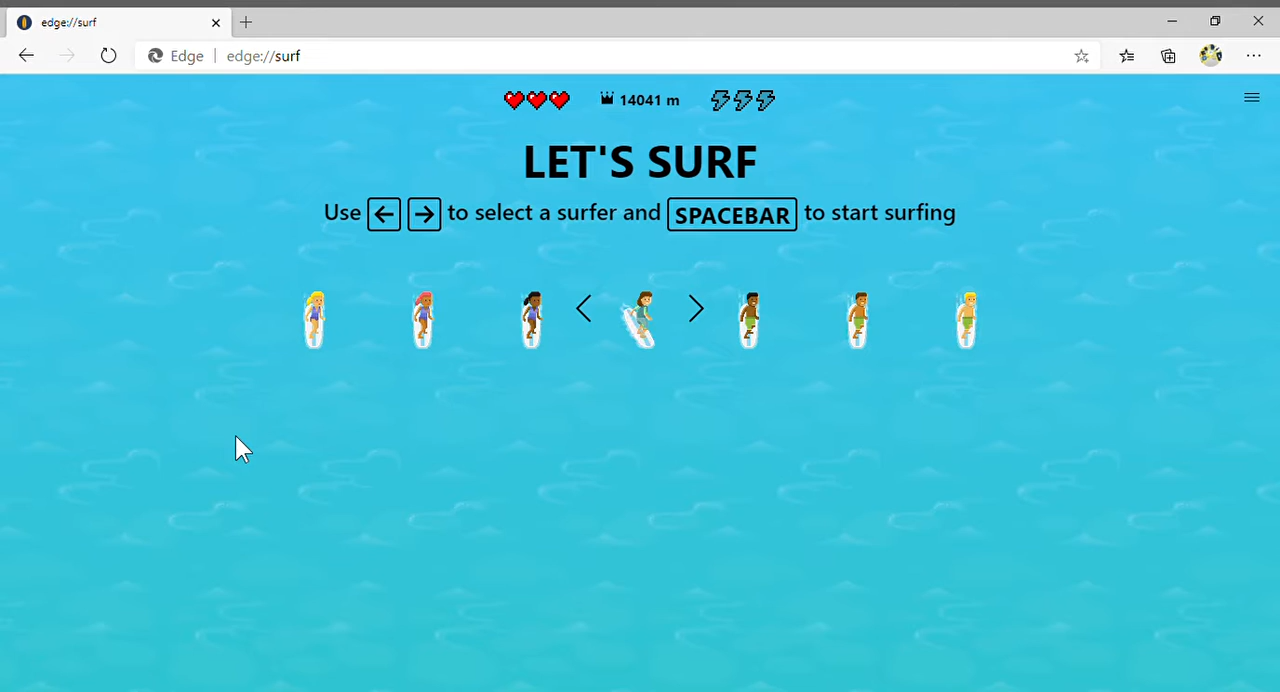 edge://surf
Edge | edge://surf
14041 m
LET'S SURF
Use ← → to select a surfer and SPACEBAR to start surfing